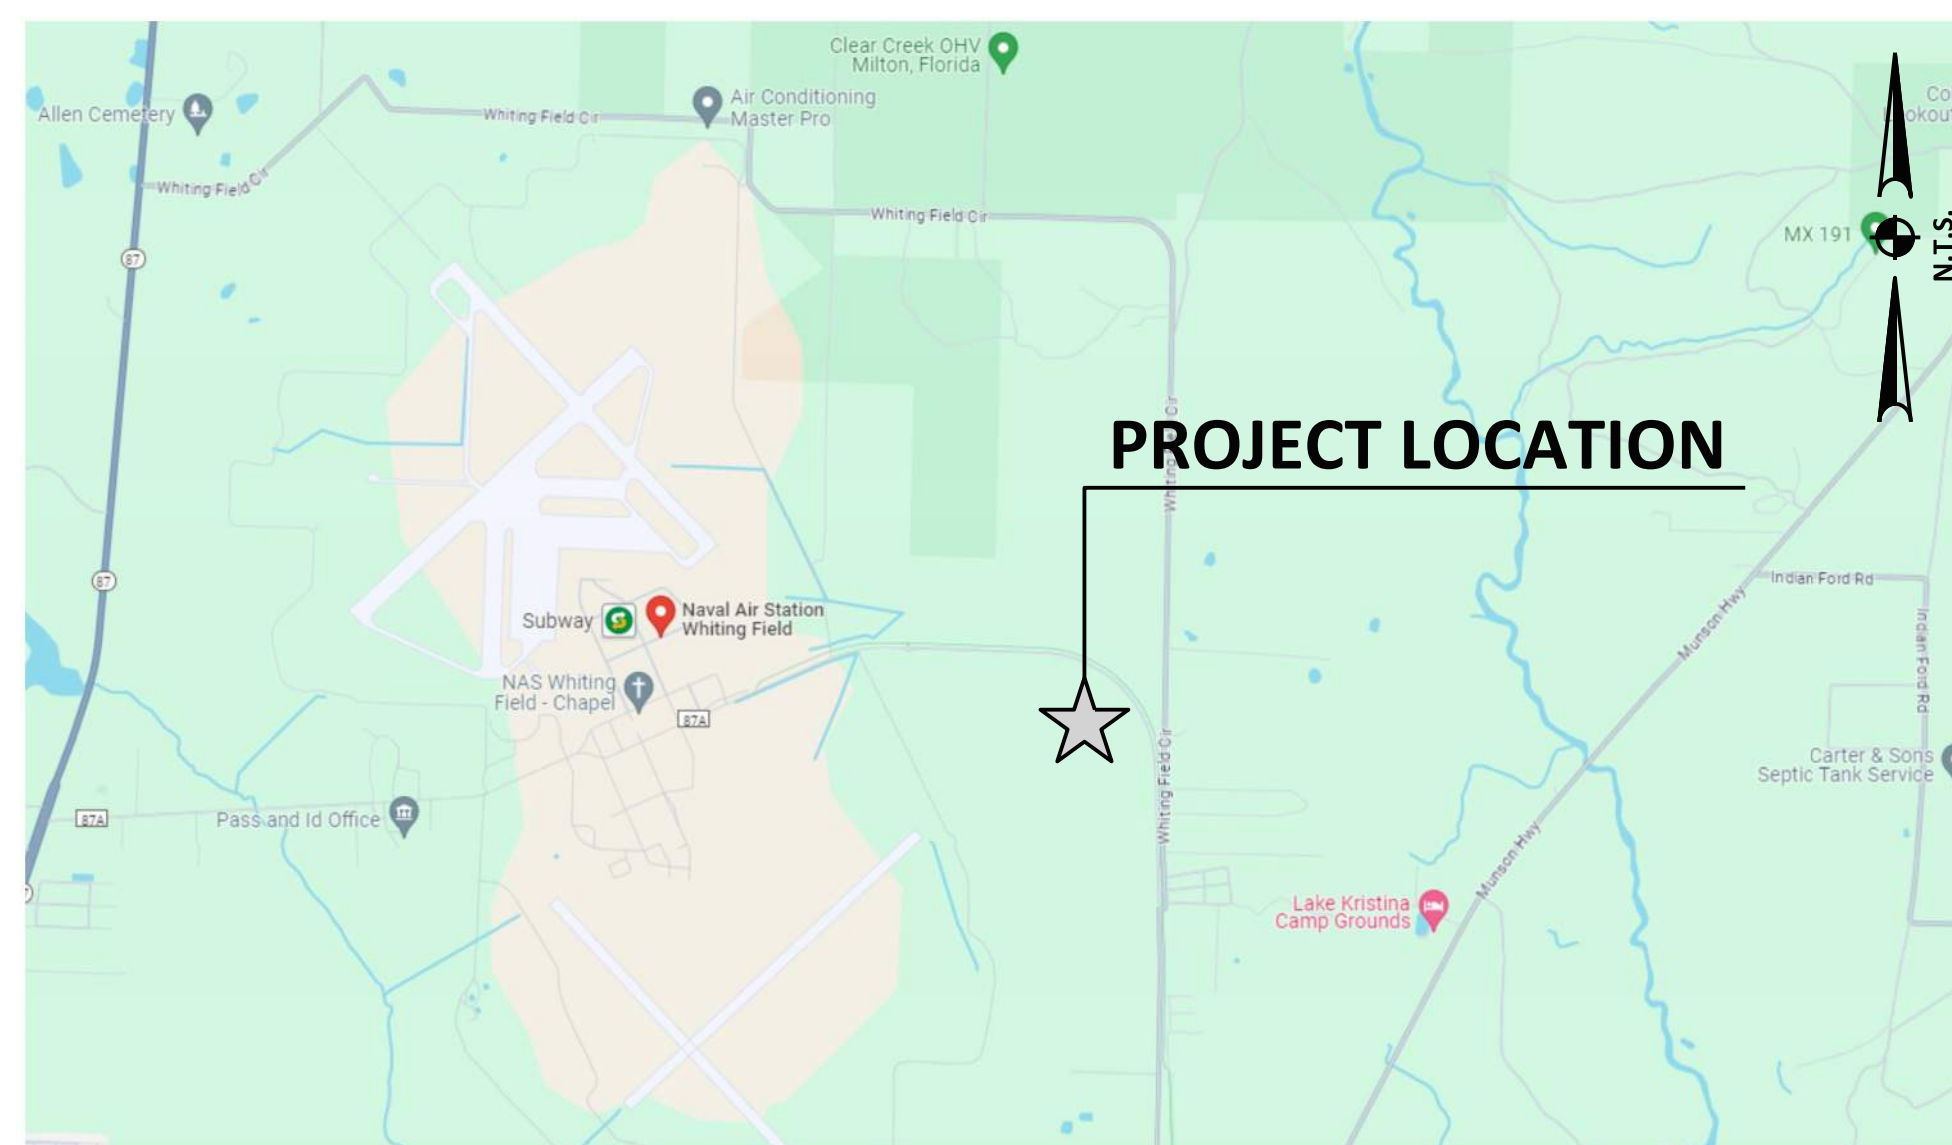 Clear Creek OHV
Milton, Florida
Air Conditioning
Master Pro
Allen Cemetery
Whiting Field Cir
Whiting Field Cir
Whiting Field Cir
MX 191
N.T.S.
87
PROJECT LOCATION
Whiting Field Cir
87
Indian Ford Rd
Subway
Naval Air Station
Whiting Field
Munson Hwy
Indian Ford Rd
NAS Whiting
Field - Chapel
87A
Whiting Field Cir
Carter & Sons
Septic Tank Service
87A
Pass and Id Office
Munson Hwy
Lake Kristina
Camp Grounds